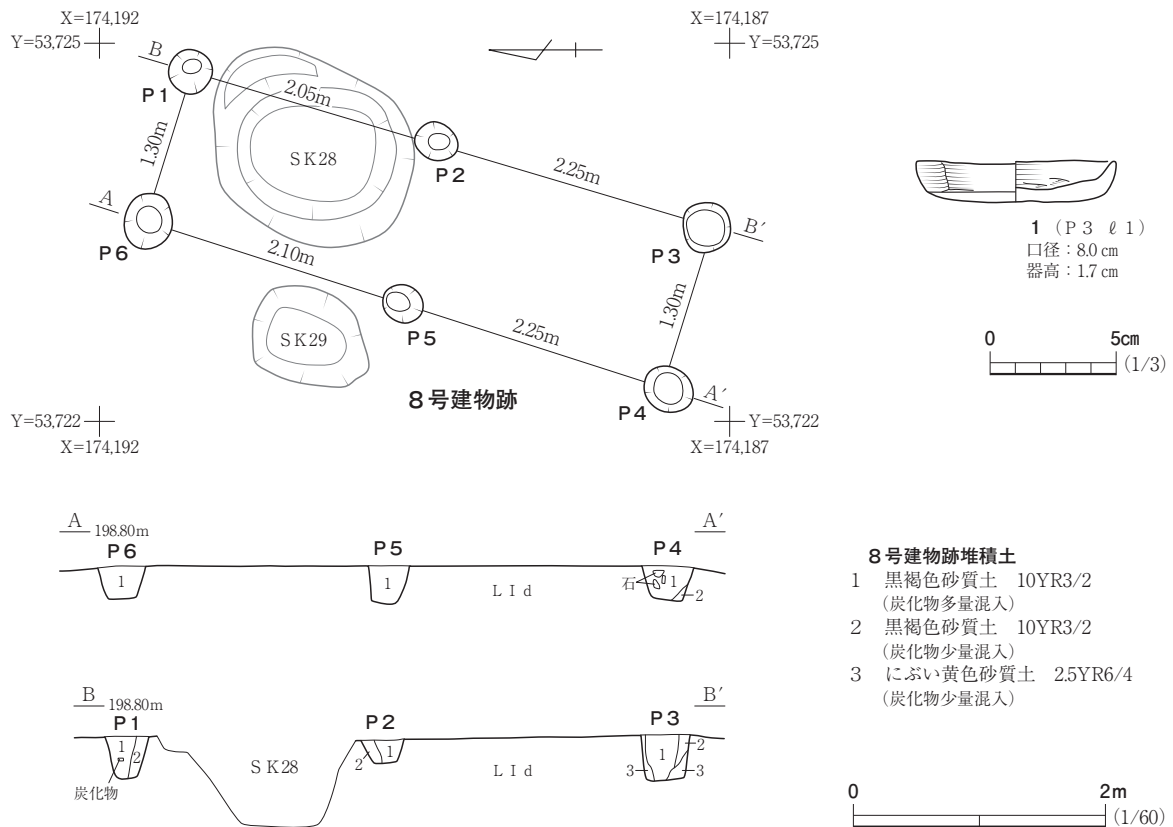 X=174,192
Y=53,725
X=174,187
Y=53,725
B
P1
2.05m
1.30m
SK28
P2
2.25m
A
P6
2.10m
P3
B′
SK29
P5
2.25m
1.30m
P4
A′
8号建物跡
Y=53,722
X=174,192
Y=53,722
X=174,187
1 (P3 ℓ1)
口径：8.0㎝
器高：1.7㎝
0 5㎝
(1/3)
A 198.80m A′
P6 P5 P4
1
石 1
2
LⅠd
B 198.80m B′
P1 P2 P3
1 2
炭化物
SK28
2 1
LⅠd
1 2
3 3
8号建物跡堆積土
1 黒褐色砂質土 10YR3/2
(炭化物多量混入)
2 黒褐色砂質土 10YR3/2
(炭化物少量混入)
3 にぶい黄色砂質土 2.5YR6/4
(炭化物少量混入)
0 2m
(1/60)